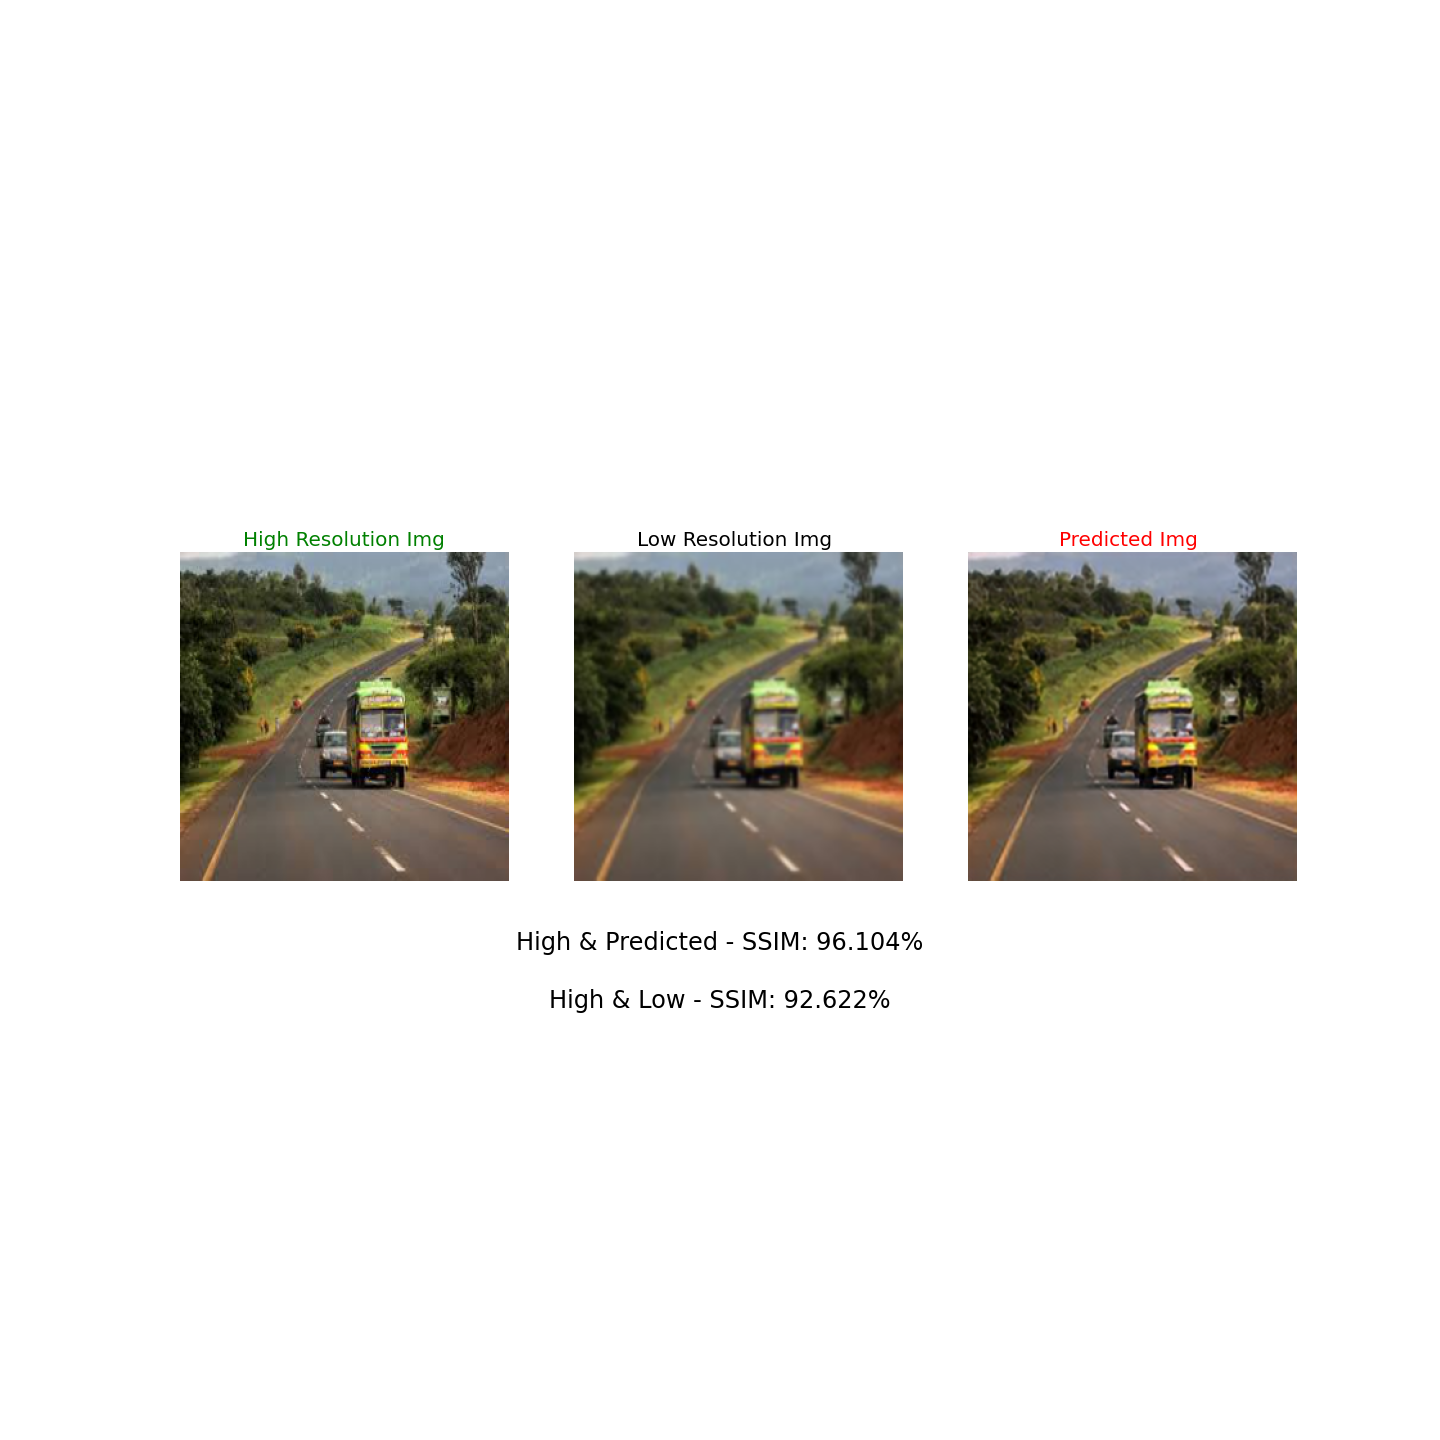 High Resolution Img
Low Resolution Img
Predicted Img
High & Predicted - SSIM: 96.104%
High & Low - SSIM: 92.622%